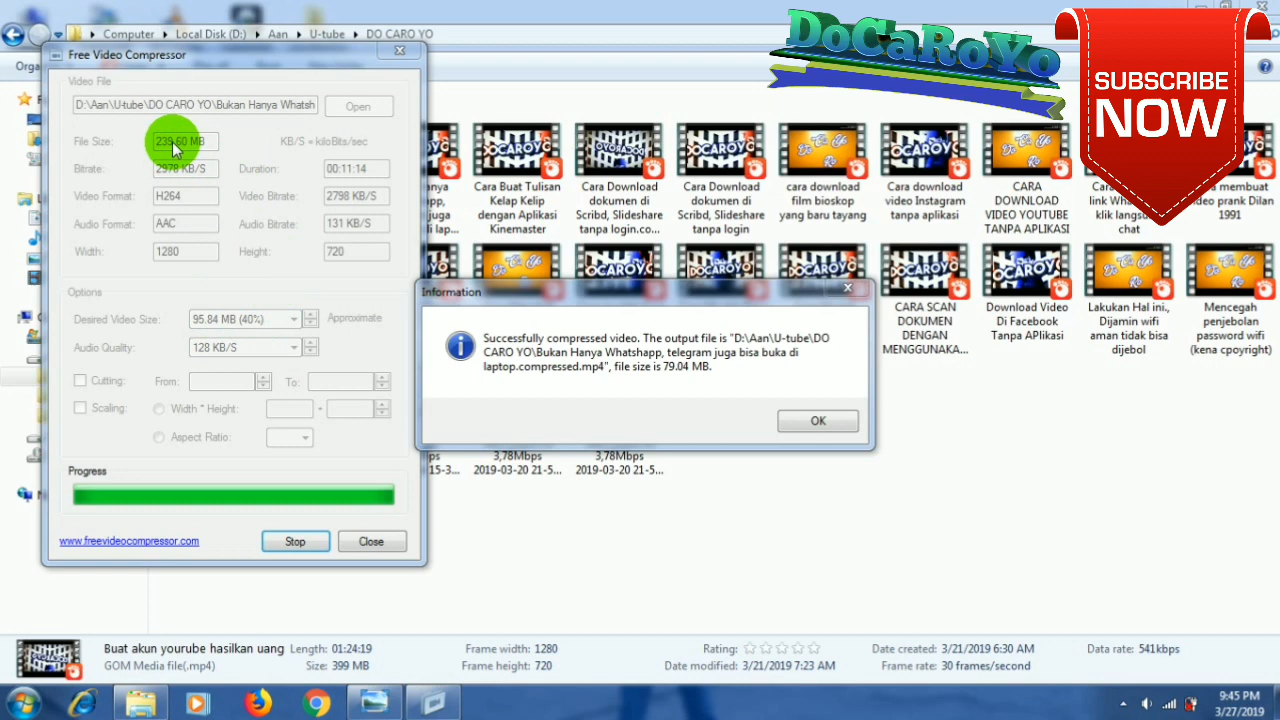 Computer
Local Disk (D:)
Aan
U-tube
DO CARO YO
DoCaRoYo
SUBSCRIBE
NOW
Free Video Compressor
Video File
D:\Aan\U-tube\DO CARO YO\Bukan Hanya Whatsh
Open
File Size:
239.60 MB
KB/S = kiloBits/sec
Bitrate:
2978 KB/S
Duration:
00:11:14
Video Format:
H264
Video Bitrate:
2798 KB/S
Audio Format:
AAC
Audio Bitrate:
131 KB/S
Width:
1280
Height:
720
Options
Desired Video Size:
95.84 MB (40%)
Approximate
Audio Quality:
128 KB/S
Cutting:
From:
To:
Scaling:
Width * Height:
Aspect Ratio:
Progress
www.freevideocompressor.com
Stop
Close
Cara Buat Tulisan
Kelap Kelip
dengan Aplikasi
Kinemaster
Cara Download
dokumen di
Scribd, Slideshare
tanpa login.co...
Cara Download
dokumen di
Scribd, Slideshare
tanpa login
cara download
film bioskop
yang baru tayang
Cara download
video Instagram
tanpa aplikasi
CARA
DOWNLOAD
VIDEO YOUTUBE
TANPA APLIKASI
klik langsu
chat
a membuat
video prank Dilan
1991
CARA SCAN
DOKUMEN
DENGAN
MENGGUNAKA...
Download Video
Di Facebook
Tanpa APlikasi
Lakukan Hal ini.,
Dijamin wifi
aman tidak bisa
dijebol
Mencegah
penjebolan
password wifi
(kena cpoyright)
Information
Successfully compressed video. The output file is "D:\Aan\U-tube\DO
CARO YO\Bukan Hanya Whatshapp, telegram juga bisa buka di
laptop.compressed.mp4", file size is 79.04 MB.
OK
3,78Mbps
2019-03-20 21-5...
3,78Mbps
2019-03-20 21-5...
Buat akun yourube hasilkan uang
GOM Media file(.mp4)
Length: 01:24:19
Size: 399 MB
Frame width: 1280
Frame height: 720
Rating:
Date modified: 3/21/2019 7:23 AM
Date created: 3/21/2019 6:30 AM
Frame rate: 30 frames/second
Data rate: 541kbps
9:45 PM
3/27/2019